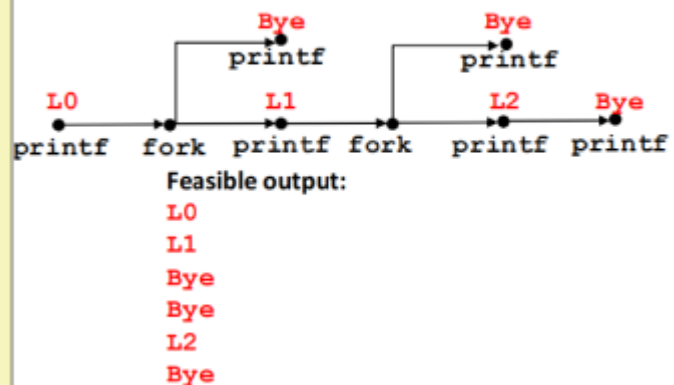 Bye Bye
printf printf
L0 L1 L2 Bye
printf fork printf fork printf printf
Feasible output:
L0
L1
Bye
Bye
L2
Bye